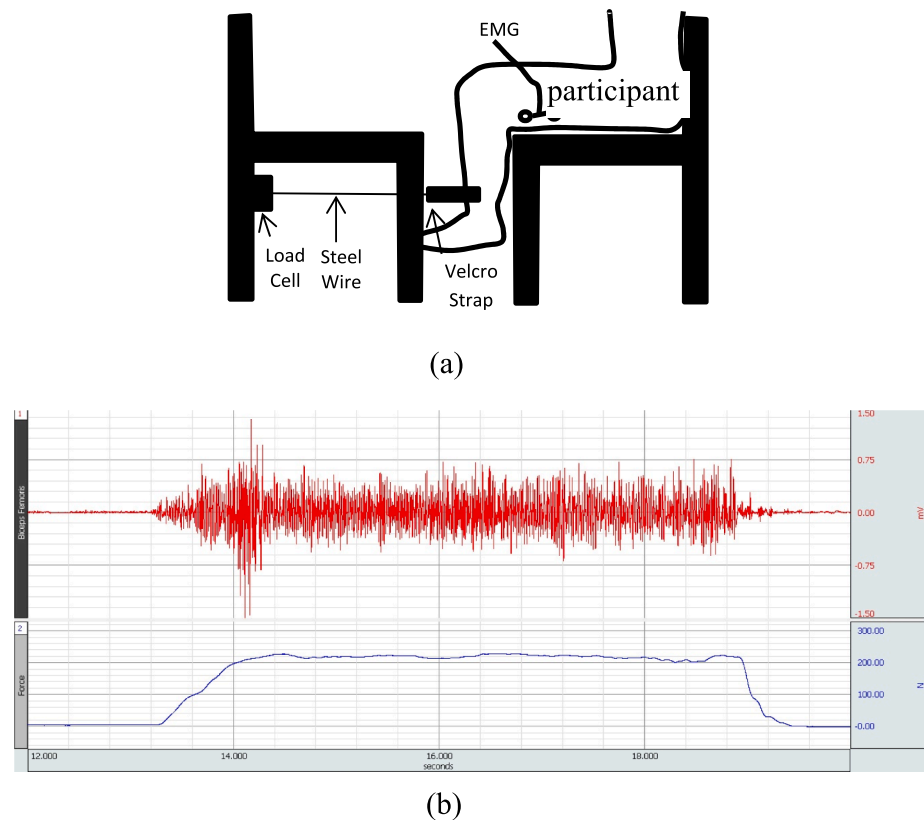 EMG
participant
Load
Cell
Steel
Wire
Velcro
Strap
(a)
1
1.50
0.75
0.00
-0.75
-1.50
mV
Biceps Femoris
2
300.00
200.00
100.00
-0.00
N
Force
12.000
14.000
16.000
18.000
seconds
(b)